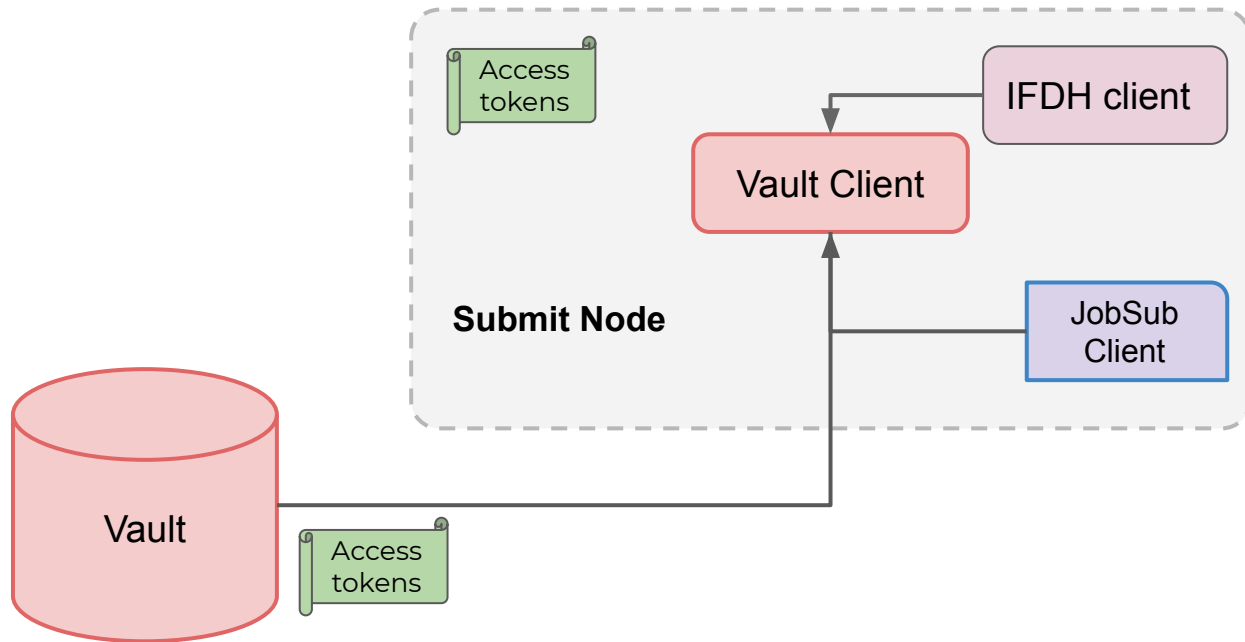 Access
tokens
IFDH client
Vault Client
Submit Node
JobSub
Client
Vault
Access
tokens